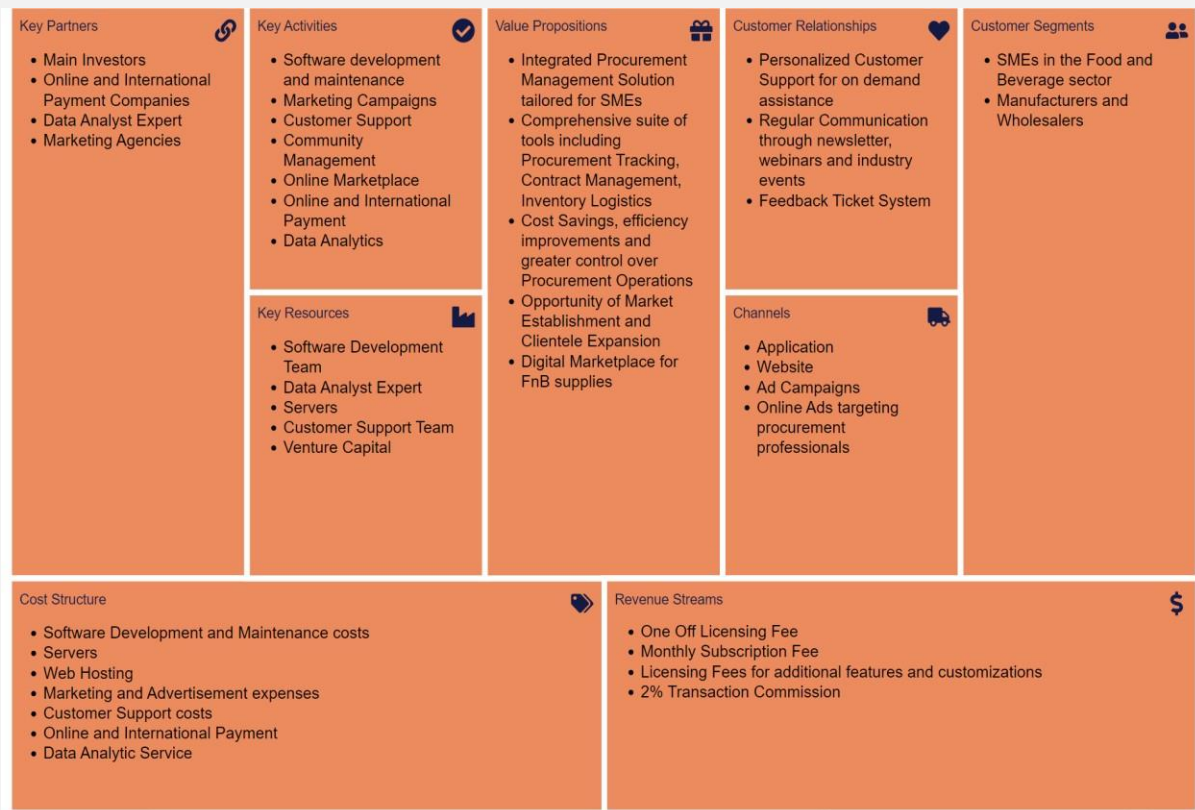 Key Partners
• Main Investors
• Online and International
Payment Companies
• Data Analyst Expert
• Marketing Agencies
Key Activities
• Software development
and maintenance
• Marketing Campaigns
• Customer Support
• Community
Management
• Online Marketplace
• Online and International
Payment
• Data Analytics
Key Resources
• Software Development
Team
• Data Analyst Expert
• Servers
• Customer Support Team
• Venture Capital
Value Propositions
• Integrated Procurement
Management Solution
tailored for SMEs
• Comprehensive suite of
tools including
Procurement Tracking,
Contract Management,
Inventory Logistics
• Cost Savings, efficiency
improvements and
greater control over
Procurement Operations
• Opportunity of Market
Establishment and
Clientele Expansion
• Digital Marketplace for
FnB supplies
Customer Relationships
• Personalized Customer
Support for on demand
assistance
• Regular Communication
through newsletter,
webinars and industry
events
• Feedback Ticket System
Channels
• Application
• Website
• Ad Campaigns
• Online Ads targeting
procurement
professionals
Customer Segments
• SMEs in the Food and
Beverage sector
• Manufacturers and
Wholesalers
Cost Structure
• Software Development and Maintenance costs
• Servers
• Web Hosting
• Marketing and Advertisement expenses
• Customer Support costs
• Online and International Payment
• Data Analytic Service
Revenue Streams
• One Off Licensing Fee
• Monthly Subscription Fee
• Licensing Fees for additional features and customizations
• 2% Transaction Commission